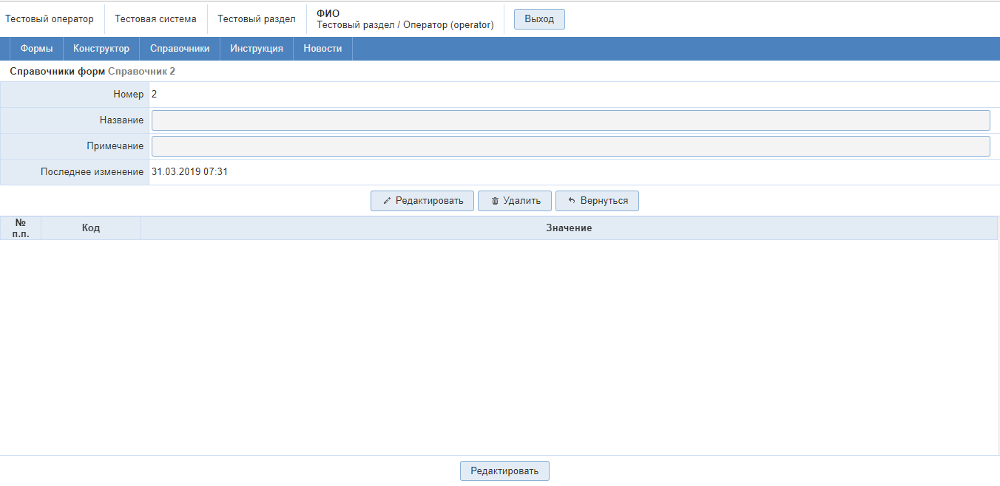 Тестовый оператор Тестовая система Тестовый раздел ФИО
Тестовый раздел / Оператор (operator) Выход
Формы Конструктор Справочники Инструкция Новости
Справочники форм Справочник 2
Номер 2
Название
Примечание
Последнее изменение 31.03.2019 07:31
Редактировать Удалить Вернуться
№
п.п. Код Значение
Редактировать